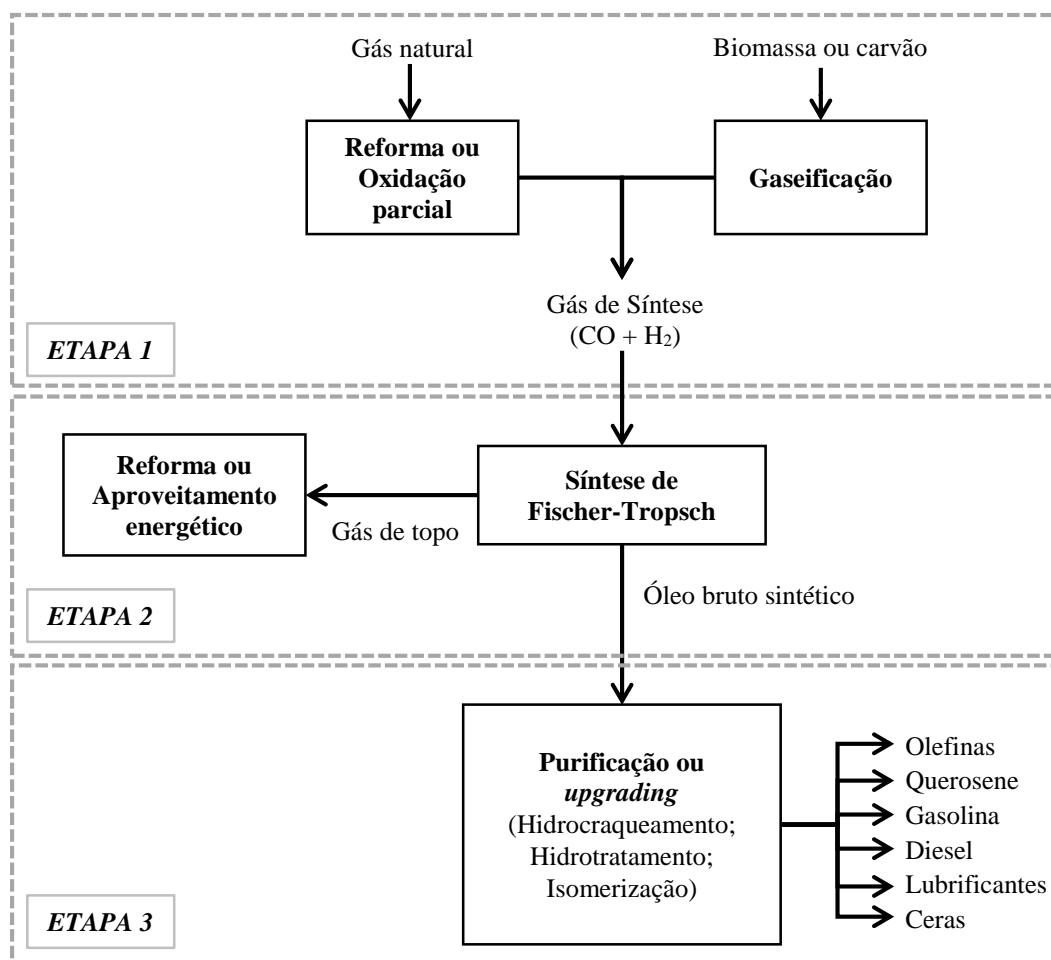 Gás natural
Biomassa ou carvão
Reforma ou
Oxidação
parcial
Gaseificação
Gás de Síntese
(CO + H₂)
ETAPA 1
Reforma ou
Aproveitamento
energético
Gás de topo
Síntese de
Fischer-Tropsch
Óleo bruto sintético
ETAPA 2
Purificação ou
upgrading
(Hidrocraqueamento;
Hidrotratamento;
Isomerização)
Olefinas
Querosene
Gasolina
Diesel
Lubrificantes
Ceras
ETAPA 3